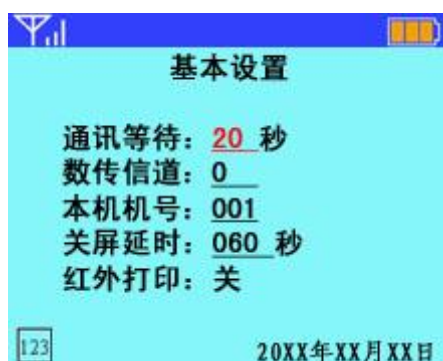 基本设置
通讯等待：20 秒
数传信道：0
本机机号：001
关屏延时：060 秒
红外打印：关
123
20XX年XX月XX日